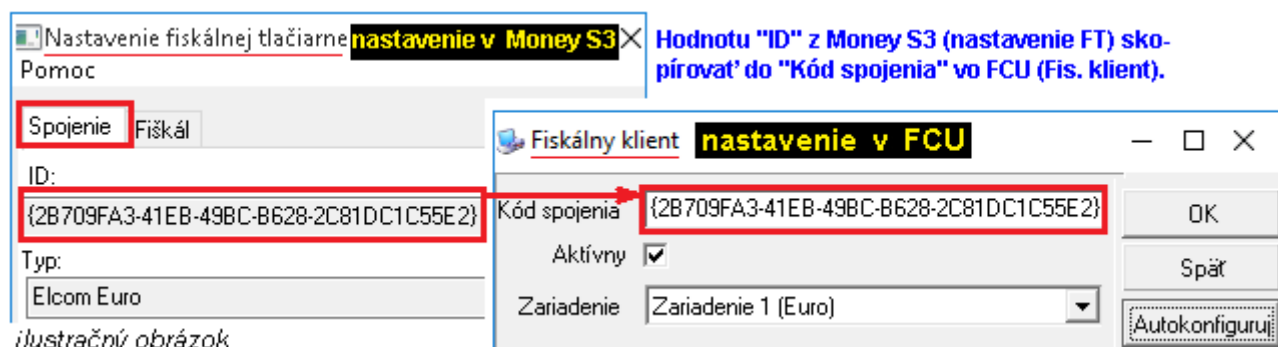 Nastavenie fiskálnej tlačiarne nastavenie v Money S3
Pomoc
Spojenie Fiškál
ID:
{2B709FA3-41EB-49BC-B628-2C81DC1C55E2}
Typ:
Elcom Euro
ilustračný obrázok
Hodnotu "ID" z Money S3 (nastavenie FT) sko-
pírovať do "Kód spojenia" vo FCU (Fis. klient).
Fiskálny klient nastavenie v FCU
Kód spojenia {2B709FA3-41EB-49BC-B628-2C81DC1C55E2}
Aktívny
Zariadenie Zariadenie 1 (Euro)
OK
Späť
Autokonfiguruj